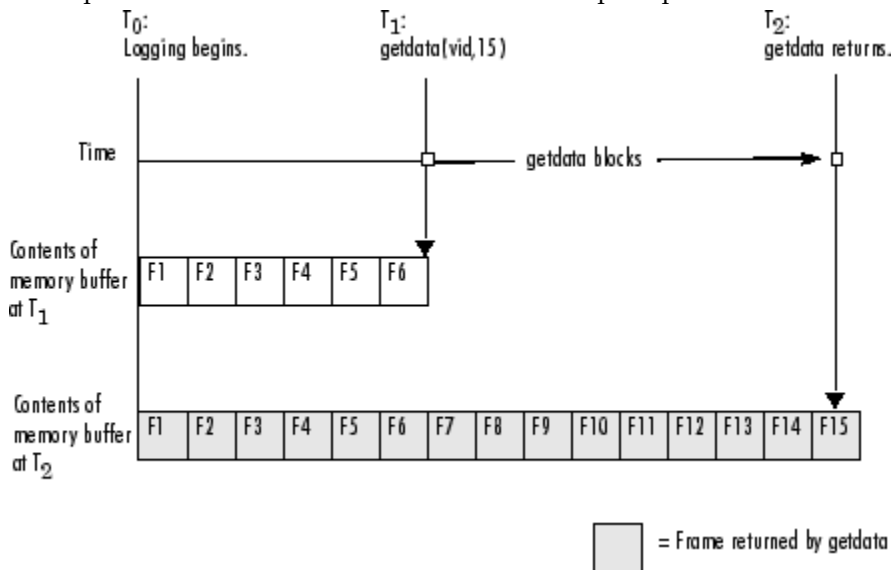 T0:
Logging begins.
T1:
getdata(vid,15)
T2:
getdata returns.
Time
getdata blocks
Contents of
memory buffer
at T1
F1 F2 F3 F4 F5 F6
Contents of
memory buffer
at T2
F1 F2 F3 F4 F5 F6 F7 F8 F9 F10 F11 F12 F13 F14 F15
= Frame returned by getdata